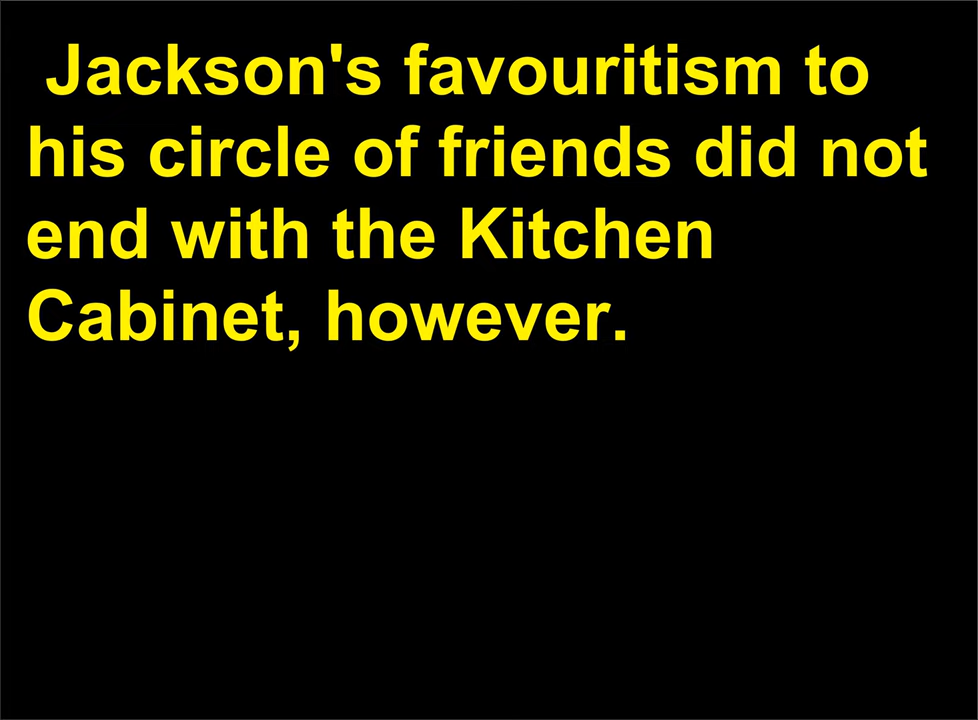 Jackson's favouritism to
his circle of friends did not
end with the Kitchen
Cabinet, however.